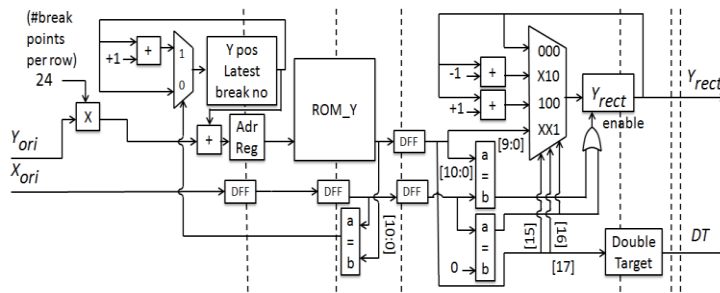 (#break
points
per row)
24
X
Y_ori
X_ori
+1
+
1
0
Y pos
Latest
break no
+
Adr
Reg
ROM_Y
DFF
DFF
DFF
DFF
a
=
b
[10:0]
-1
+
+1
+
000
X10
100
XX1
[9:0]
[10:0]
a
=
b
0
a
=
b
[15]
[16]
[17]
Y_rect
enable
Y_rect
Double
Target
DT